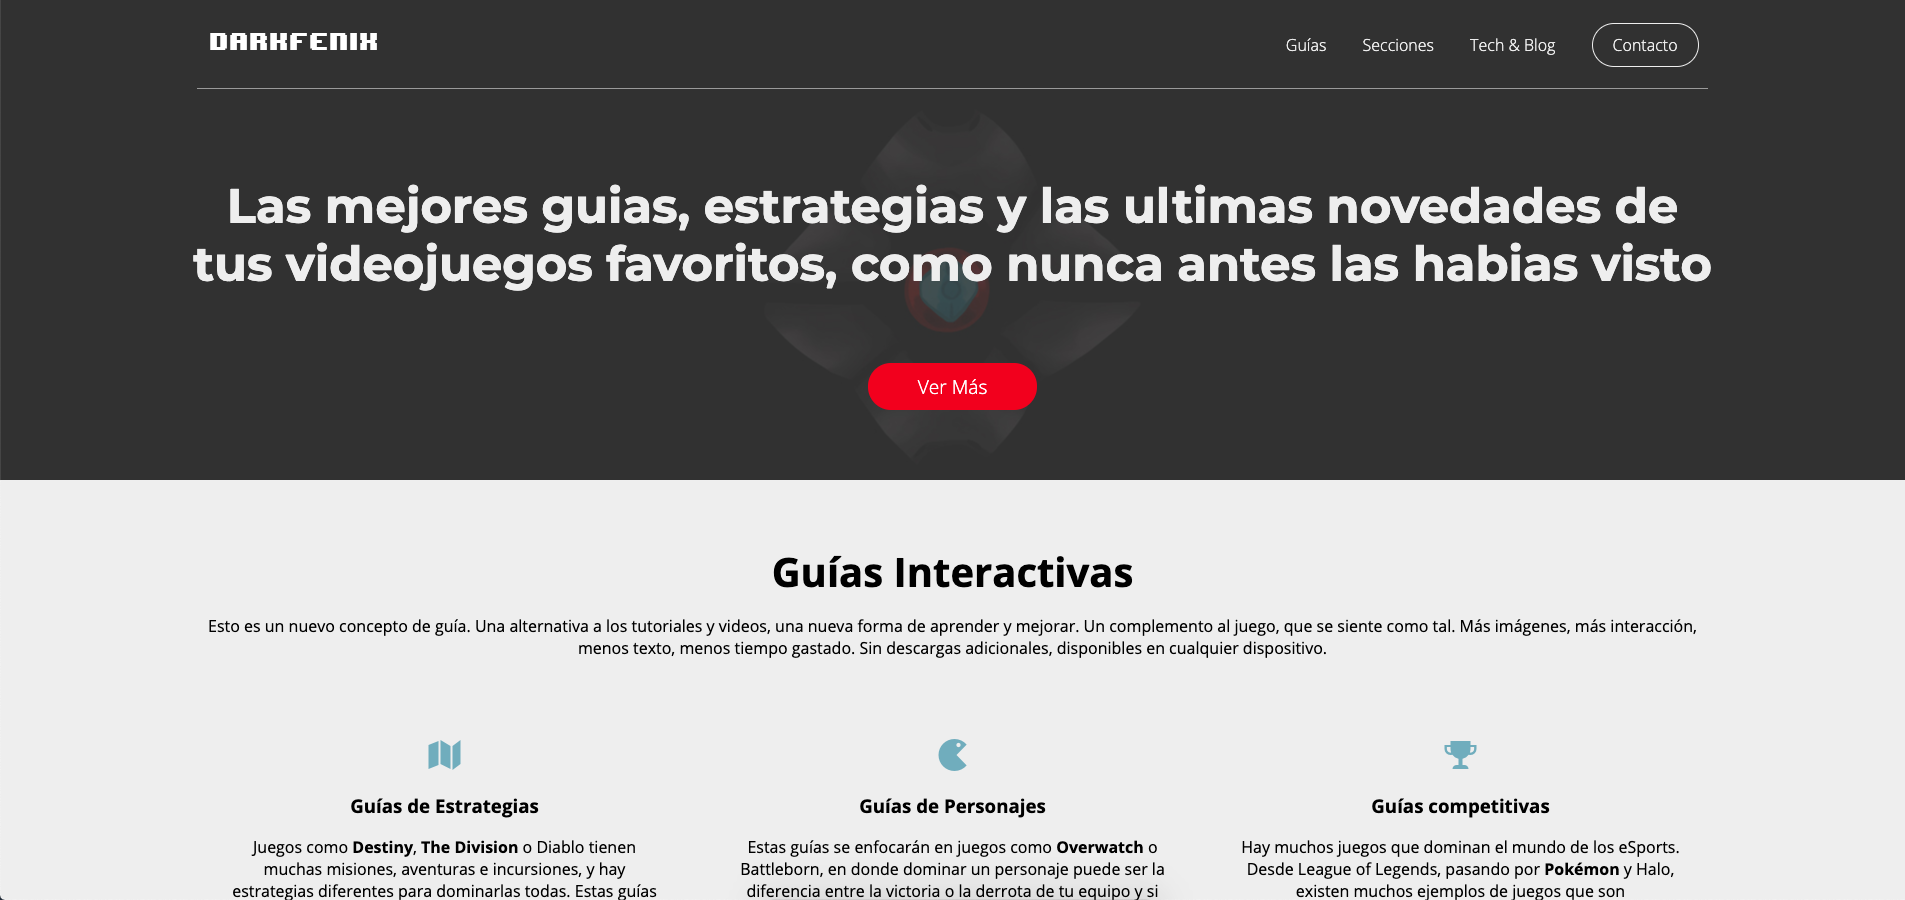 DARKFENIX
Guías
Secciones
Tech & Blog
Contacto
Las mejores guias, estrategias y las ultimas novedades de
tus videojuegos favoritos, como nunca antes las habias visto
Ver Más
Guías Interactivas
Esto es un nuevo concepto de guía. Una alternativa a los tutoriales y videos, una nueva forma de aprender y mejorar. Un complemento al juego, que se siente como tal. Más imágenes, más interacción,
menos texto, menos tiempo gastado. Sin descargas adicionales, disponibles en cualquier dispositivo.
Guías de Estrategias
Juegos como Destiny, The Division o Diablo tienen
muchas misiones, aventuras e incursiones, y hay
estrategias diferentes para dominarlas todas. Estas guías
Guías de Personajes
Estas guías se enfocarán en juegos como Overwatch o
Battleborn, en donde dominar un personaje puede ser la
diferencia entre la victoria o la derrota de tu equipo y si
Guías competitivas
Hay muchos juegos que dominan el mundo de los eSports.
Desde League of Legends, pasando por Pokémon y Halo,
existen muchos ejemplos de juegos que son